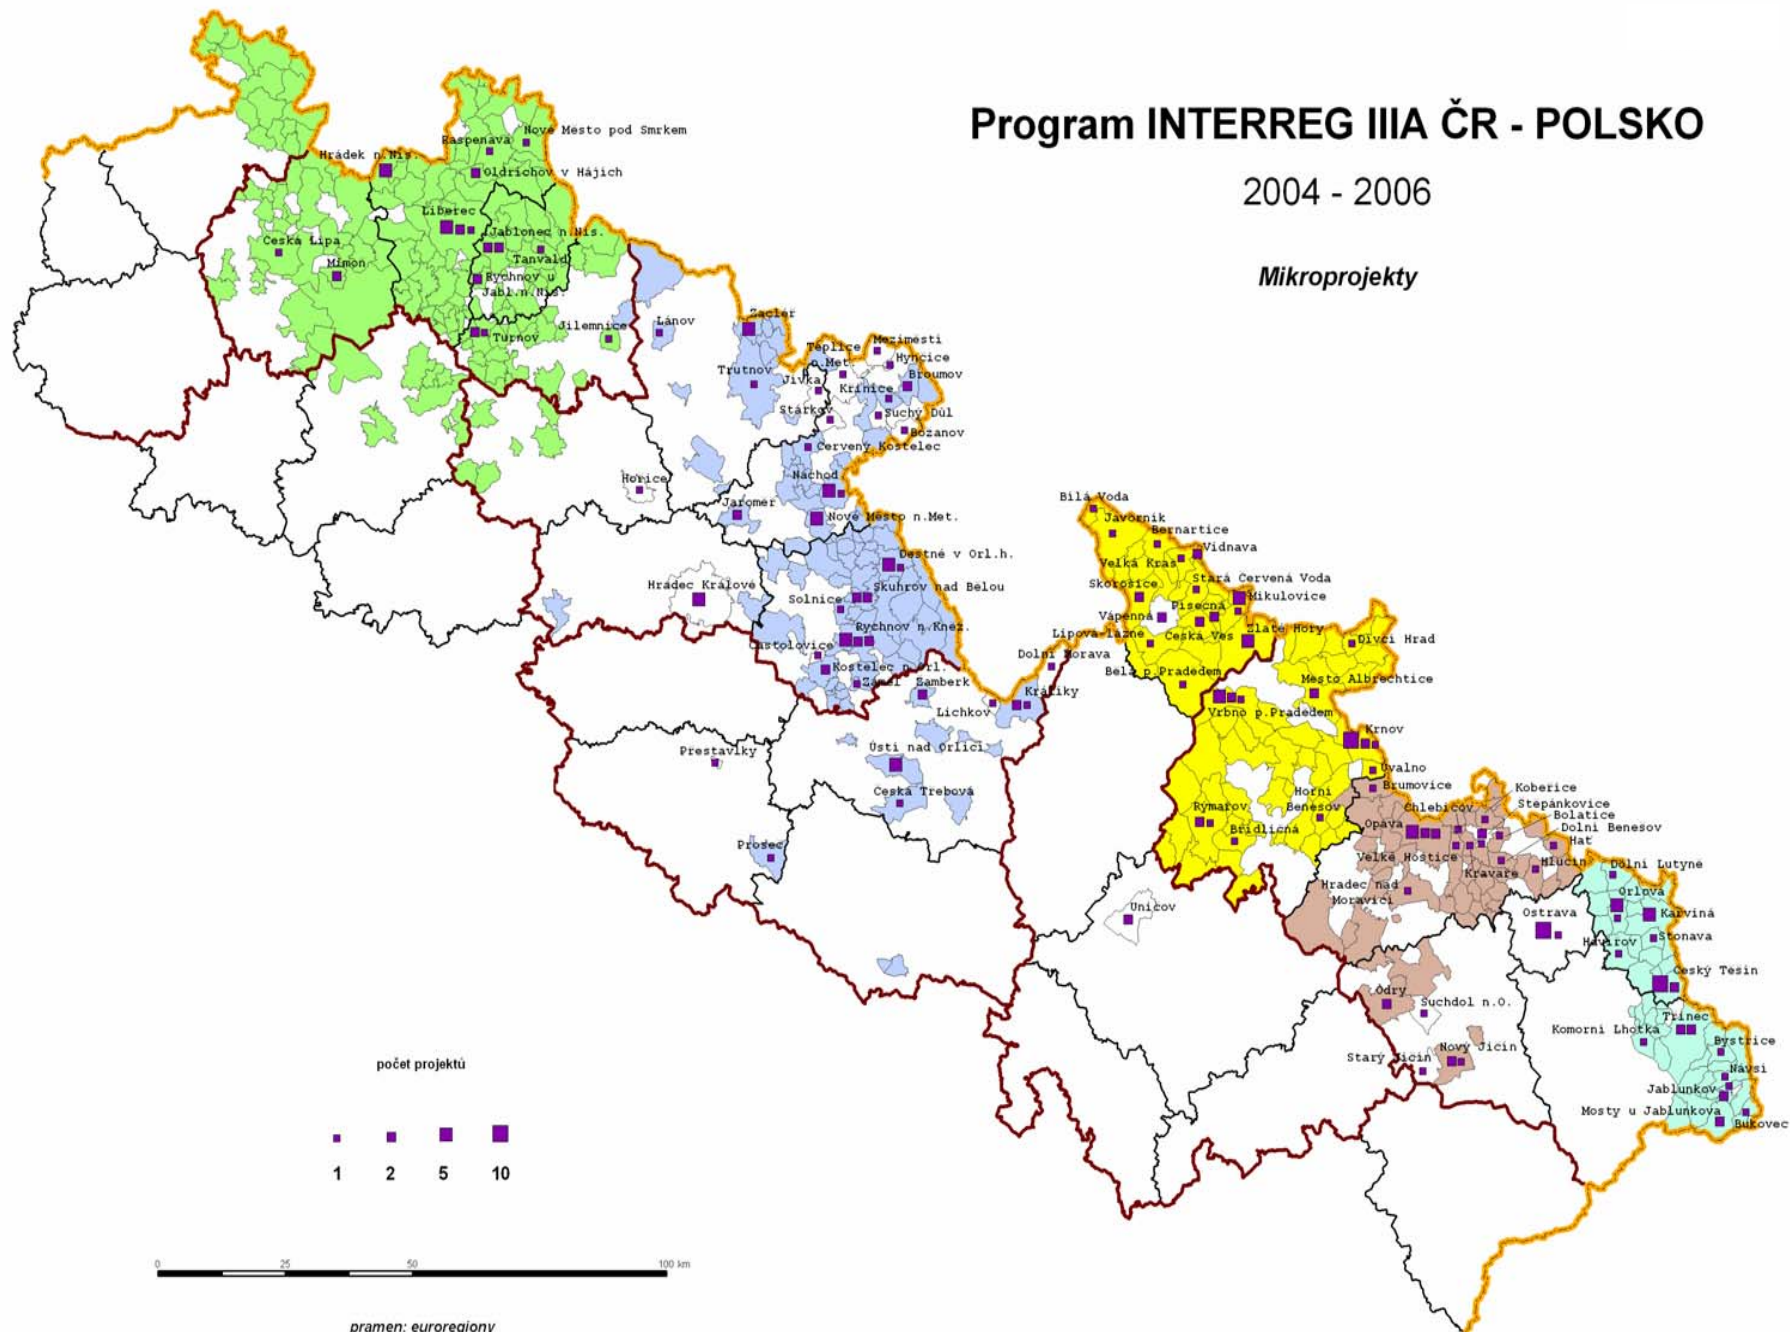 Program INTERREG IIIA ČR - POLSKO
2004 - 2006
Mikroprojekty
Nové Město pod Smrkem
Raspenava
Hrádek n.Nis.
Oldřichov v Hájích
Liberec
Jablonec n.Nis.
Česká Lípa
Tanvald
Mimoň
Rychnov u
Jabl.n.Nis.
Jilemnice
Turnov
Lánov
Žacléř
Teplice
n.Met.
Meziměstí
Hynčice
Trutnov
Jívka
Křinice
Broumov
Stárkov
Suchý Důl
Božanov
Červený Kostelec
Náchod
Hořice
Jaroměř
Nové Město n.Met.
Deštné v Orl.h.
Hradec Králové
Skuhrov nad Bělou
Solnice
Rychnov n.Kněž.
Častolovice
Kostelec n.Orl.
Žamberk
Dolní Morava
Lichkov
Králíky
Přestavlky
Ústí nad Orlicí
Česká Třebová
Proseč
Bílá Voda
Javorník
Bernartice
Vidnava
Velká Kraš
Skorošice
Stará Červená Voda
Mikulovice
Písečná
Vápenná
Česká Ves
Zlaté Hory
Lipová-lázně
Dívčí Hrad
Bělá p.Pradědem
Město Albrechtice
Vrbno p.Pradědem
Krnov
Úvalno
Brumovice
Horní
Benešov
Rýmařov
Břidličná
Kobeřice
Štěpánkovice
Chlebičov
Bolatice
Dolní Benešov
Opava
Hať
Velké Hoštice
Hlučín
Kravaře
Hradec nad
Moravicí
Dolní Lutyně
Orlová
Karviná
Ostrava
Stonava
Havířov
Uničov
Český Těšín
Odry
Suchdol n.O.
Třinec
Komorní Lhotka
Bystřice
Starý Jičín
Nový Jičín
Návsí
Jablunkov
Mosty u Jablunkova
Bukovec
počet projektů
1 2 5 10
0 25 50 100 km
pramen: euroregiony